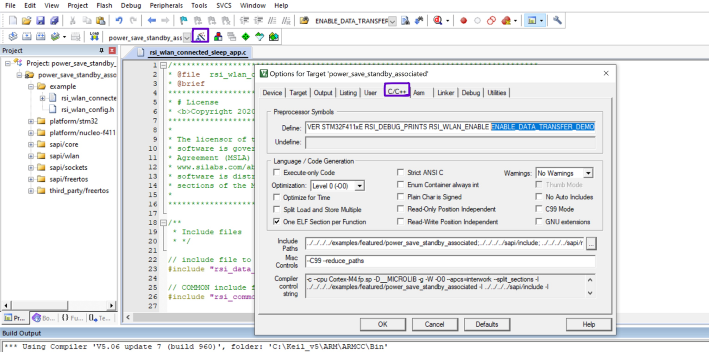 File Edit View Project Flash Debug Peripherals Tools SVCS Window Help
ENABLE_DATA_TRANSFER
power_save_standby_ass
Project
rsi_wlan_connected_sleep_app.c
Project: power_save_standby_
power_save_standby_asso
example
rsi_wlan_connecte
rsi_wlan_config.h
platform/stm32
platform/nucleo-f411
sapi/core
sapi/wlan
sapi/sockets
sapi/freertos
third_party/freertos
Pr... Bo... {} Fu... Te...
1 /*******************************
2 * @file rsi_wlan_c
3 * @brief
4 *******************
5 * # License
6 * <b>Copyright 2020
7 *******************
8 *
9 * The licensor of t
10 * software is gover
11 * Agreement (MSLA)
12 * www.silabs.com/ab
13 * software is distr
14 * sections of the M
15 *
16 *******************
17
18 /**
19 * Include files
20 * */
21
22 // include file to
23 #include "rsi_data_
24
25 // COMMON include f
26 #include "rsi_commo
27
Options for Target 'power_save_standby_associated'
Device Target Output Listing User C/C++ Asm Linker Debug Utilities
Preprocessor Symbols
Define: VER STM32F411xE RSI_DEBUG_PRINTS RSI_WLAN_ENABLE ENABLE_DATA_TRANSFER_DEMO
Undefine:
Language / Code Generation
Execute-only Code
Strict ANSI C
Warnings: No Warnings
Optimization: Level 0 (-O0)
Enum Container always int
Thumb Mode
Optimize for Time
Plain Char is Signed
No Auto Includes
Split Load and Store Multiple
Read-Only Position Independent
C99 Mode
One ELF Section per Function
Read-Write Position Independent
GNU extensions
Include
Paths
../../../../examples/featured/power_save_standby_associated;../../../../sapi/include;../../../../sapi/r
...
Misc
Controls
-C99 --reduce_paths
Compiler
control
string
-c --cpu Cortex-M4.fp.sp -D__MICROLIB -g -W -O0 --apcs=interwork --split_sections -I
../../../../examples/featured/power_save_standby_associated -I ../../../../sapi/include -I
OK Cancel Defaults Help
Build Output
*** Using Compiler 'V5.06 update 7 (build 960)', folder: 'C:\Keil_v5\ARM\ARMCC\Bin'